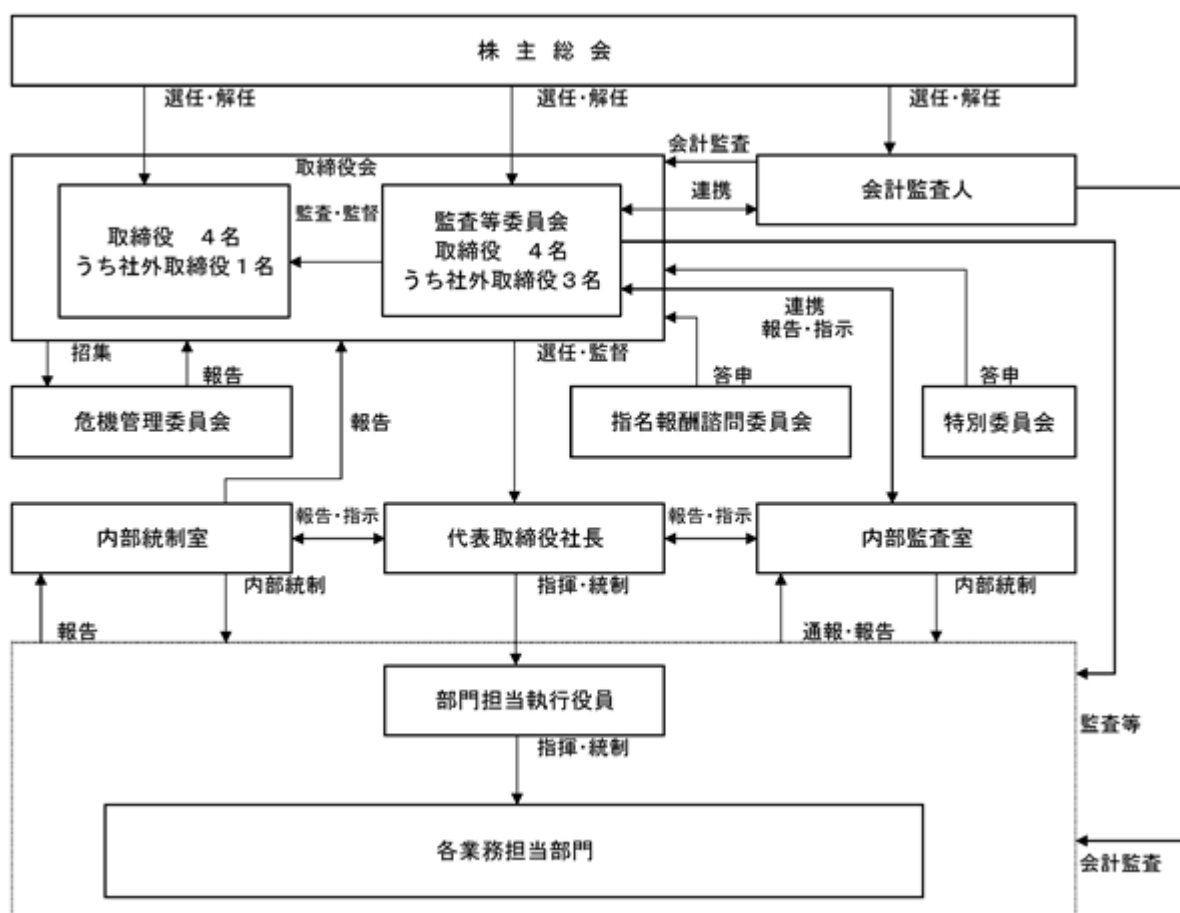 株 主 総 会
選任・解任
選任・解任
選任・解任
取締役会
会計監査
取締役 4名
うち社外取締役1名
監査・監督
監査等委員会
取締役 4名
うち社外取締役3名
連携
会計監査人
連携
報告・指示
招集
報告
選任・監督
答申
答申
危機管理委員会
報告
指名報酬諮問委員会
特別委員会
内部統制室
報告・指示
代表取締役社長
報告・指示
内部監査室
内部統制
指揮・統制
内部統制
報告
通報・報告
部門担当執行役員
監査等
指揮・統制
各業務担当部門
会計監査